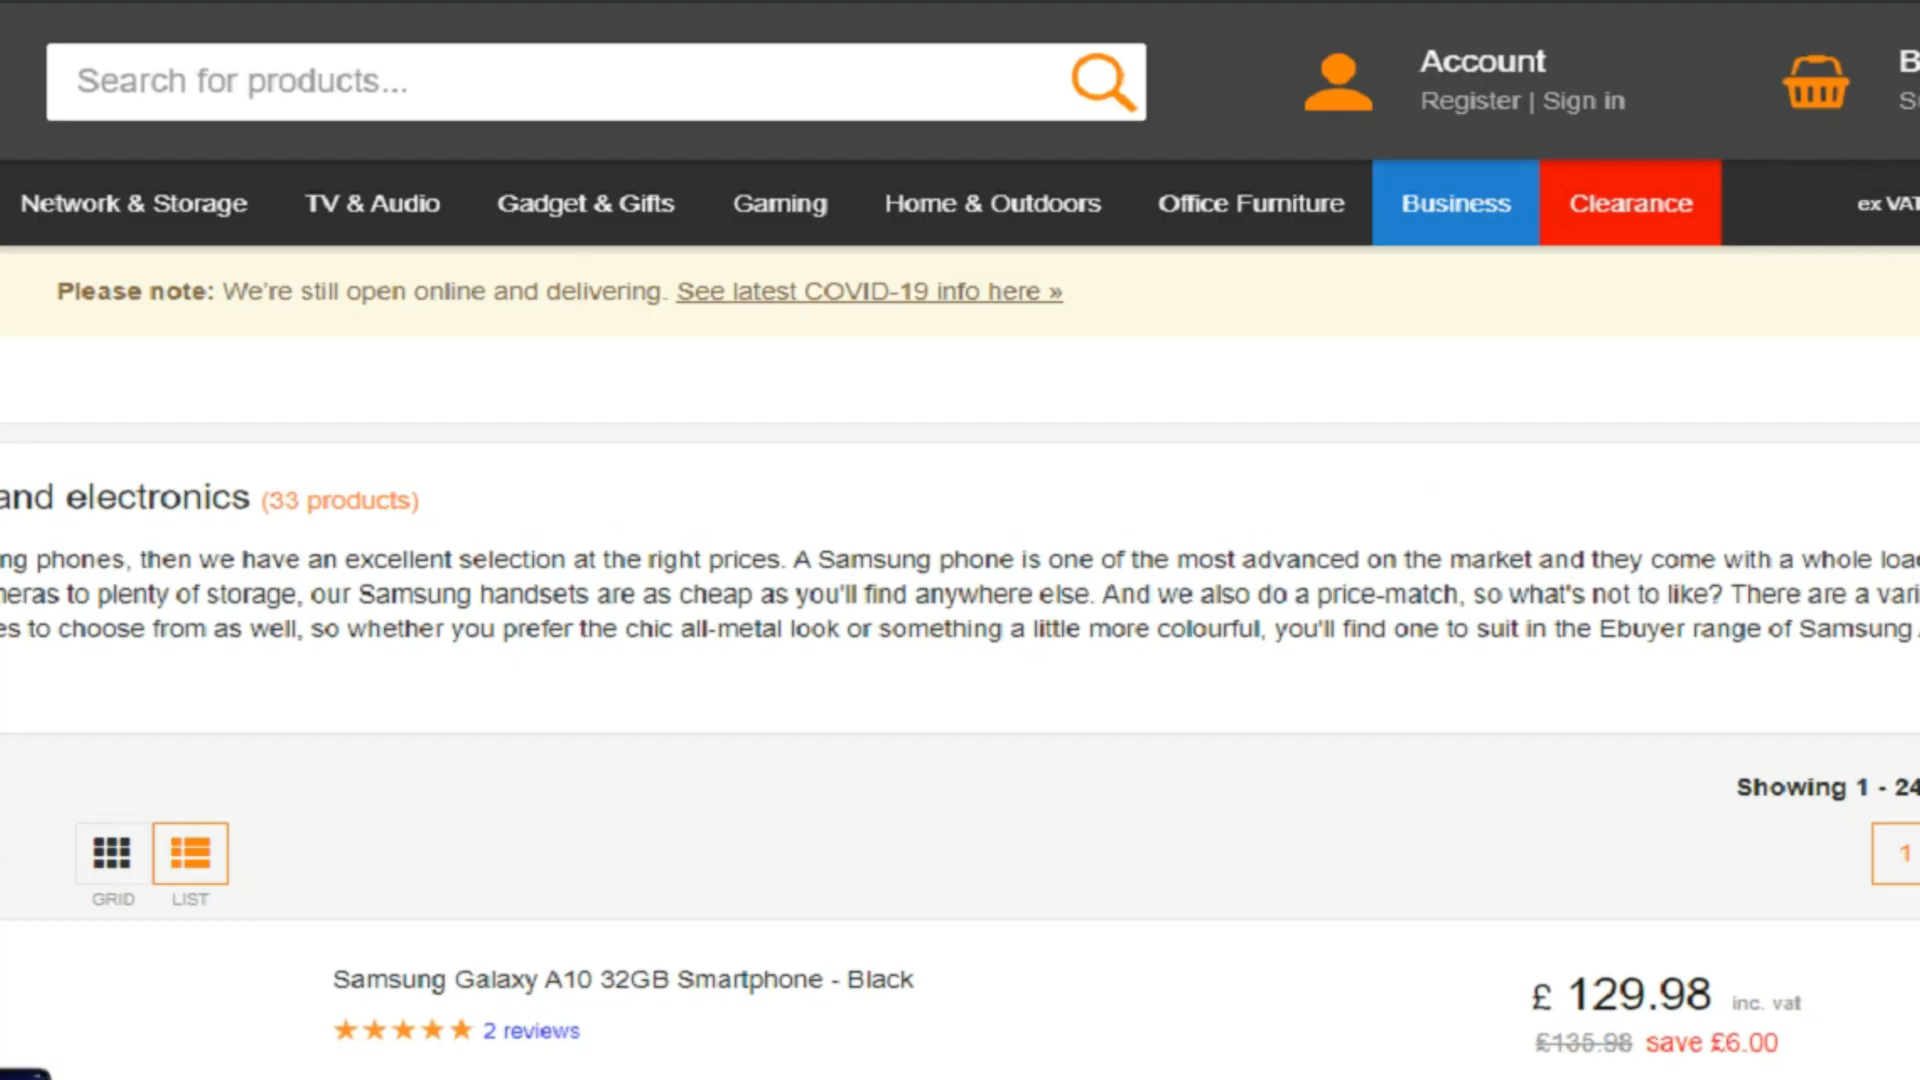 Search for products...
Account
Register | Sign in
Network & Storage
TV & Audio
Gadget & Gifts
Gaming
Home & Outdoors
Office Furniture
Business
Clearance
ex VAT
Please note: We're still open online and delivering. See latest COVID-19 info here »
and electronics (33 products)
ng phones, then we have an excellent selection at the right prices. A Samsung phone is one of the most advanced on the market and they come with a whole loa
eras to plenty of storage, our Samsung handsets are as cheap as you'll find anywhere else. And we also do a price-match, so what's not to like? There are a vari
es to choose from as well, so whether you prefer the chic all-metal look or something a little more colourful, you'll find one to suit in the Ebuyer range of Samsung
Showing 1 - 24
1
GRID
LIST
Samsung Galaxy A10 32GB Smartphone - Black
£ 129.98 inc. vat
2 reviews
£135.98 save £6.00